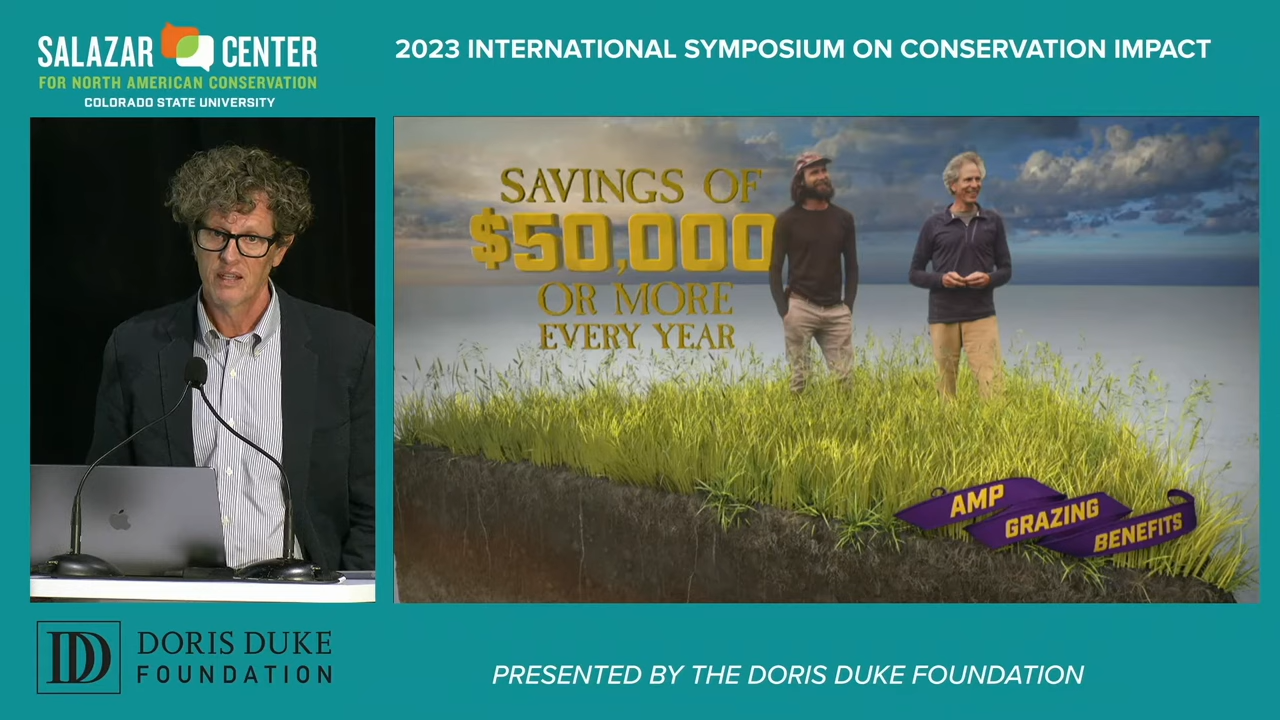 SALAZAR CENTER
FOR NORTH AMERICAN CONSERVATION
COLORADO STATE UNIVERSITY
2023 INTERNATIONAL SYMPOSIUM ON CONSERVATION IMPACT
SAVINGS OF
$50,000
OR MORE
EVERY YEAR
AMP
GRAZING
BENEFITS
DD
DORIS DUKE
FOUNDATION
PRESENTED BY THE DORIS DUKE FOUNDATION